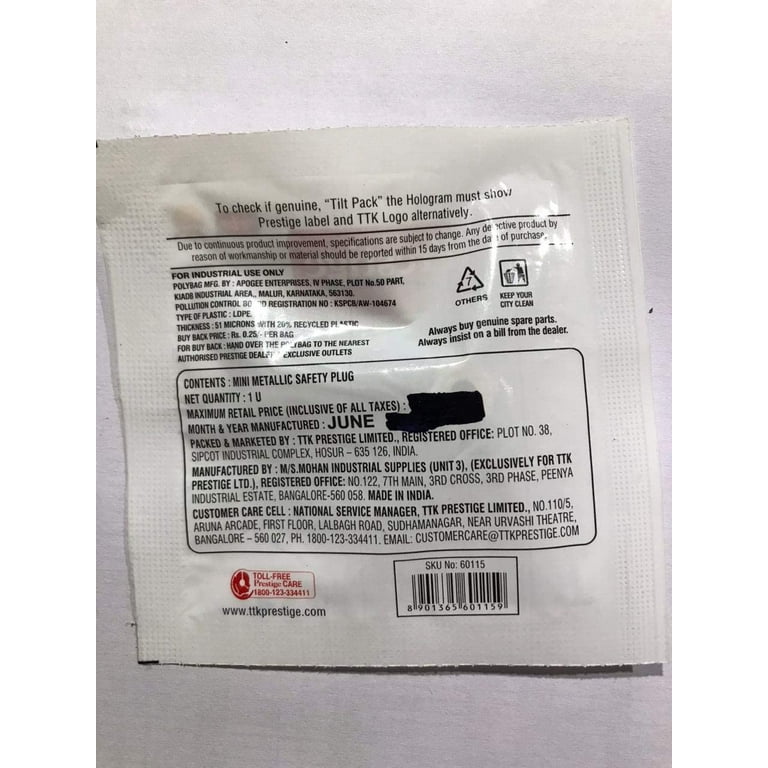 To check if genuine, "Tilt Pack" the Hologram must show
Prestige label and TTK Logo alternatively.
Due to continuous product improvement, specifications are subject to change. Any defective product by
reason of workmanship or material should be reported within 15 days from the date of purchase.
FOR INDUSTRIAL USE ONLY
POLYBAG MFG. BY : APOGEE ENTERPRISES, IV PHASE, PLOT No.50 PART,
KIADB INDUSTRIAL AREA,, MALUR, KARNATAKA, 563130.
POLLUTION CONTROL BOARD REGISTRATION NO : KSPCB/AW-104674
TYPE OF PLASTIC : LDPE.
THICKNESS : 51 MICRONS WITH 20% RECYCLED PLASTIC
BUY BACK PRICE : Rs. 0.25/- PER BAG
FOR BUY BACK : HAND OVER THE POLYBAG TO THE NEAREST
AUTHORISED PRESTIGE DEALER EXCLUSIVE OUTLETS
7
OTHERS
KEEP YOUR
CITY CLEAN
Always buy genuine spare parts.
Always insist on a bill from the dealer.
CONTENTS : MINI METALLIC SAFETY PLUG
NET QUANTITY : 1 U
MAXIMUM RETAIL PRICE (INCLUSIVE OF ALL TAXES) :
MONTH & YEAR MANUFACTURED : JUNE
PACKED & MARKETED BY : TTK PRESTIGE LIMITED., REGISTERED OFFICE: PLOT NO. 38,
SIPCOT INDUSTRIAL COMPLEX, HOSUR – 635 126, INDIA.
MANUFACTURED BY : M/S.MOHAN INDUSTRIAL SUPPLIES (UNIT 3), (EXCLUSIVELY FOR TTK
PRESTIGE LTD.), REGISTERED OFFICE: NO.122, 7TH MAIN, 3RD CROSS, 3RD PHASE, PEENYA
INDUSTRIAL ESTATE, BANGALORE-560 058. MADE IN INDIA.
CUSTOMER CARE CELL : NATIONAL SERVICE MANAGER, TTK PRESTIGE LIMITED., NO.110/5,
ARUNA ARCADE, FIRST FLOOR, LALBAGH ROAD, SUDHAMANAGAR, NEAR URVASHI THEATRE,
BANGALORE – 560 027, PH. 1800-123-334411. EMAIL: CUSTOMERCARE@TTKPRESTIGE.COM
TOLL-FREE
Prestige CARE
1800-123-334411
www.ttkprestige.com
SKU No: 60115
8 901365 601159